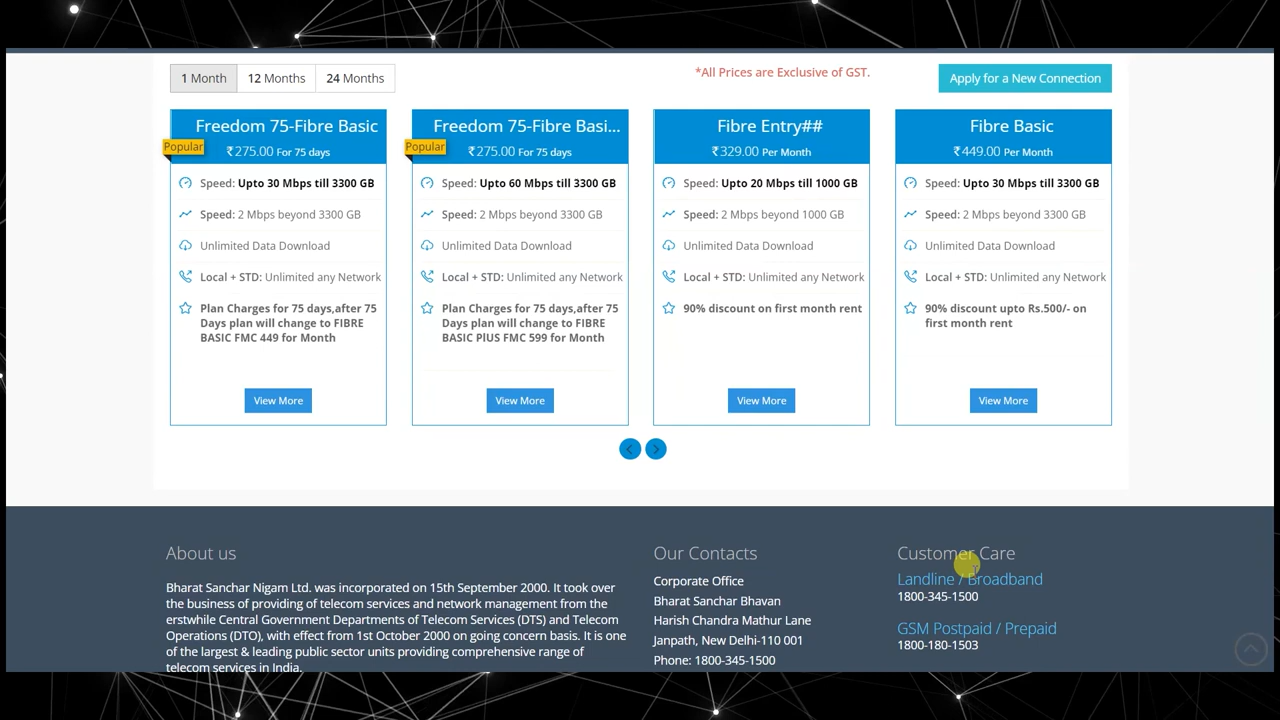 1 Month
12 Months
24 Months
*All Prices are Exclusive of GST.
Apply for a New Connection
Popular
Freedom 75-Fibre Basic
₹275.00 For 75 days
Speed: Upto 30 Mbps till 3300 GB
Speed: 2 Mbps beyond 3300 GB
Unlimited Data Download
Local + STD: Unlimited any Network
Plan Charges for 75 days,after 75
Days plan will change to FIBRE
BASIC FMC 449 for Month
View More
Popular
Freedom 75-Fibre Basi...
₹275.00 For 75 days
Speed: Upto 60 Mbps till 3300 GB
Speed: 2 Mbps beyond 3300 GB
Unlimited Data Download
Local + STD: Unlimited any Network
Plan Charges for 75 days,after 75
Days plan will change to FIBRE
BASIC PlUS FMC 599 for Month
View More
Fibre Entry##
₹329.00 Per Month
Speed: Upto 20 Mbps till 1000 GB
Speed: 2 Mbps beyond 1000 GB
Unlimited Data Download
Local + STD: Unlimited any Network
90% discount on first month rent
View More
Fibre Basic
₹449.00 Per Month
Speed: Upto 30 Mbps till 3300 GB
Speed: 2 Mbps beyond 3300 GB
Unlimited Data Download
Local + STD: Unlimited any Network
90% discount upto Rs.500/- on
first month rent
View More
About us
Bharat Sanchar Nigam Ltd. was incorporated on 15th September 2000. It took over
the business of providing of telecom services and network management from the
erstwhile Central Government Departments of Telecom Services (DTS) and Telecom
Operations (DTO), with effect from 1st October 2000 on going concern basis. It is one
of the largest & leading public sector units providing comprehensive range of
telecom services in India.
Our Contacts
Corporate Office
Bharat Sanchar Bhavan
Harish Chandra Mathur Lane
Janpath, New Delhi-110 001
Phone: 1800-345-1500
Customer Care
Landline / Broadband
1800-345-1500
GSM Postpaid / Prepaid
1800-180-1503